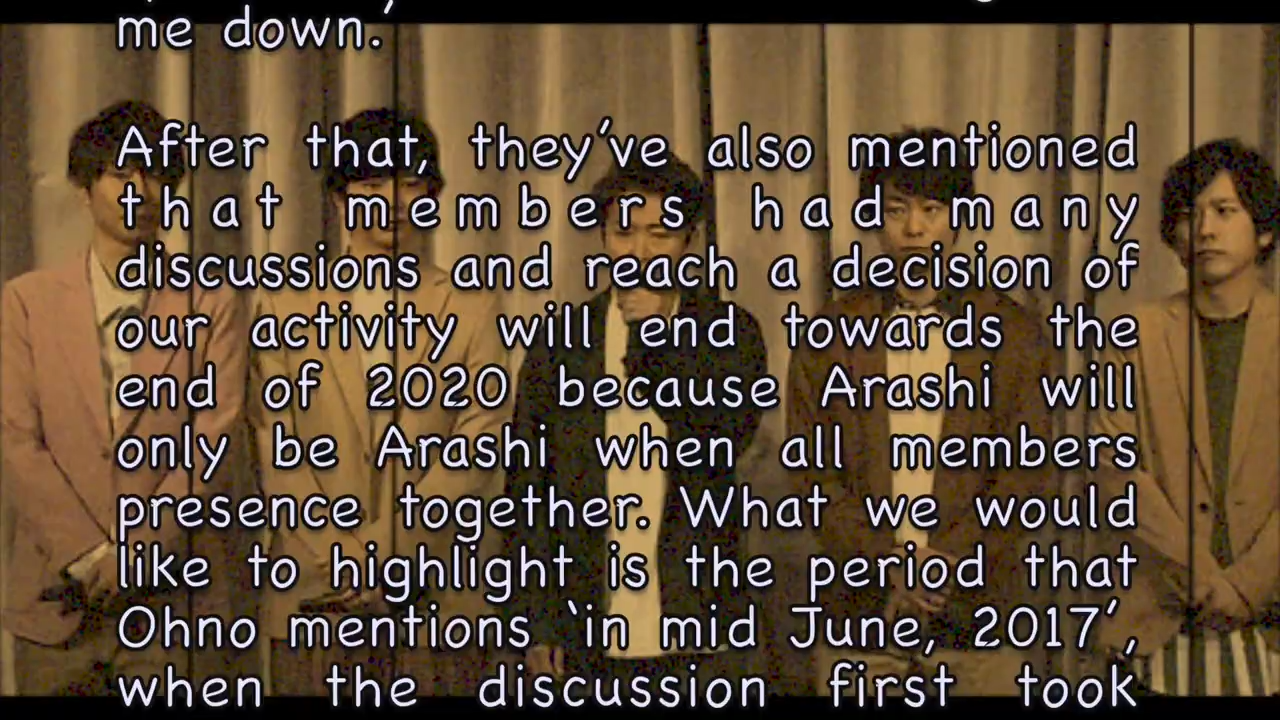 me down.’
After that, they’ve also mentioned
that members had many
discussions and reach a decision of
our activity will end towards the
end of 2020 because Arashi will
only be Arashi when all members
presence together. What we would
like to highlight is the period that
Ohno mentions ‘in mid June, 2017’,
when the discussion first took